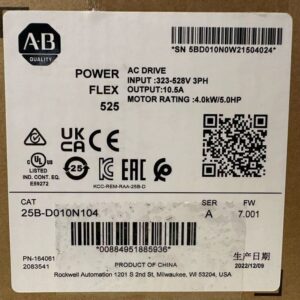 AB
QUALITY
POWER
FLEX
525
AC DRIVE
INPUT :323-528V 3PH
OUTPUT:10.5A
MOTOR RATING :4.0kW/5.0HP
*SN 5BD010N0W21504024*
UK
CA
CE
EAC
c UL us
LISTED
IND. CONT. EQ.
E59272
KCC-REM-RAA-25B-D
CAT
25B-D010N104
SER
A
FW
7.001
*00884951885936*
PN-164061
2083541
PRODUCT OF CHINA
Rockwell Automation 1201 S 2nd St, Milwaukee, WI 53204, USA
生产日期
2022/12/09